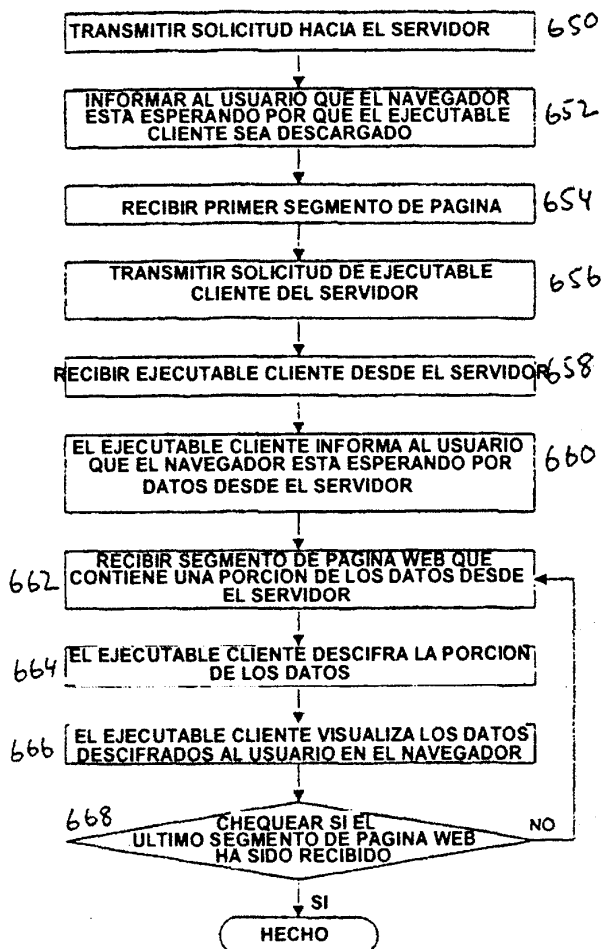 TRANSMITIR SOLICITUD HACIA EL SERVIDOR
650
INFORMAR AL USUARIO QUE EL NAVEGADOR
ESTA ESPERANDO POR QUE EL EJECUTABLE
CLIENTE SEA DESCARGADO
652
RECIBIR PRIMER SEGMENTO DE PAGINA
654
TRANSMITIR SOLICITUD DE EJECUTABLE
CLIENTE DEL SERVIDOR
656
RECIBIR EJECUTABLE CLIENTE DESDE EL SERVIDOR
658
EL EJECUTABLE CLIENTE INFORMA AL USUARIO
QUE EL NAVEGADOR ESTA ESPERANDO POR
DATOS DESDE EL SERVIDOR
660
662
RECIBIR SEGMENTO DE PAGINA WEB QUE
CONTIENE UNA PORCION DE LOS DATOS DESDE
EL SERVIDOR
664
EL EJECUTABLE CLIENTE DESCIFRA LA PORCION
DE LOS DATOS
666
EL EJECUTABLE CLIENTE VISUALIZA LOS DATOS
DESCIFRADOS AL USUARIO EN EL NAVEGADOR
668
CHEQUEAR SI EL
ULTIMO SEGMENTO DE PAGINA WEB
HA SIDO RECIBIDO
NO
SI
HECHO